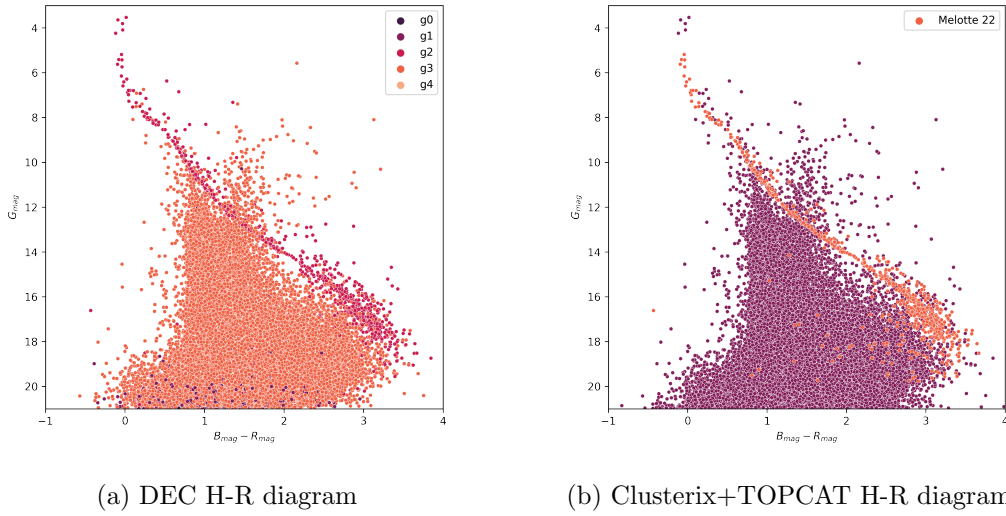 4
6
8
10
12
14
16
18
20
G_mag
−1
0
1
2
3
4
B_mag − R_mag
g0
g1
g2
g3
g4
(a) DEC H-R diagram
4
6
8
10
12
14
16
18
20
G_mag
−1
0
1
2
3
4
B_mag − R_mag
Melotte 22
(b) Clusterix+TOPCAT H-R diagram